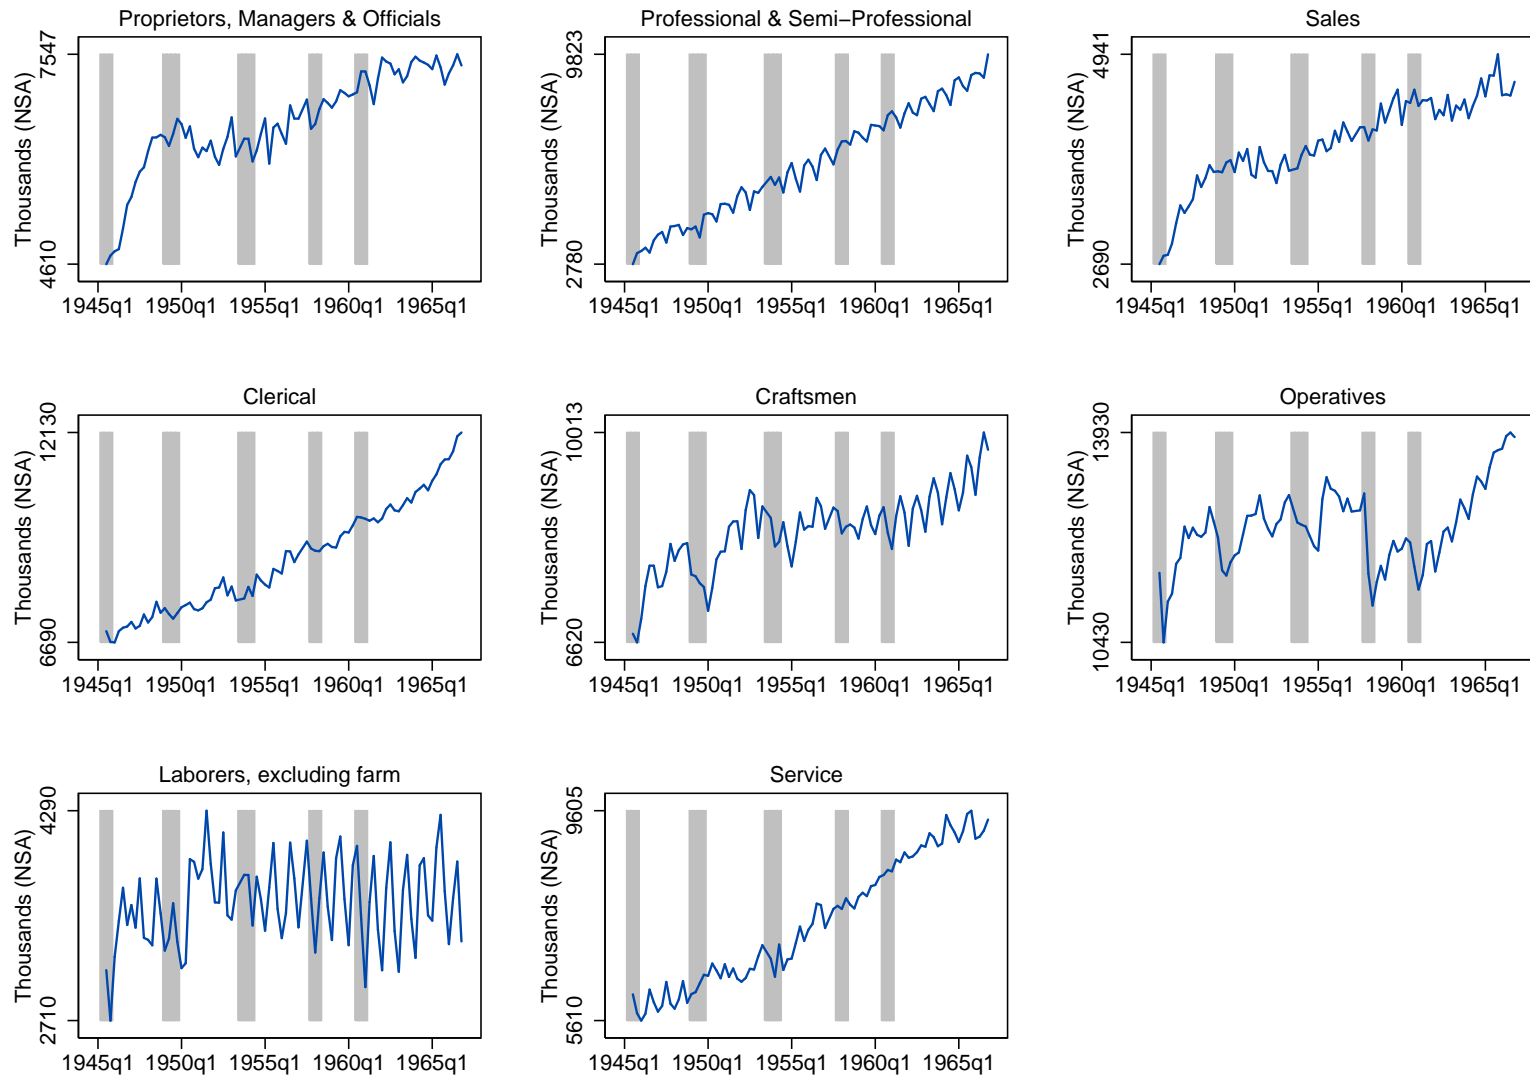 Proprietors, Managers & Officials
Thousands (NSA)
7547
4610
1945q1 1950q1 1955q1 1960q1 1965q1
Professional & Semi−Professional
Thousands (NSA)
9823
2780
1945q1 1950q1 1955q1 1960q1 1965q1
Sales
Thousands (NSA)
4941
2690
1945q1 1950q1 1955q1 1960q1 1965q1
Clerical
Thousands (NSA)
12130
6690
1945q1 1950q1 1955q1 1960q1 1965q1
Craftsmen
Thousands (NSA)
10013
6620
1945q1 1950q1 1955q1 1960q1 1965q1
Operatives
Thousands (NSA)
13930
10430
1945q1 1950q1 1955q1 1960q1 1965q1
Laborers, excluding farm
Thousands (NSA)
4290
2710
1945q1 1950q1 1955q1 1960q1 1965q1
Service
Thousands (NSA)
9605
5610
1945q1 1950q1 1955q1 1960q1 1965q1